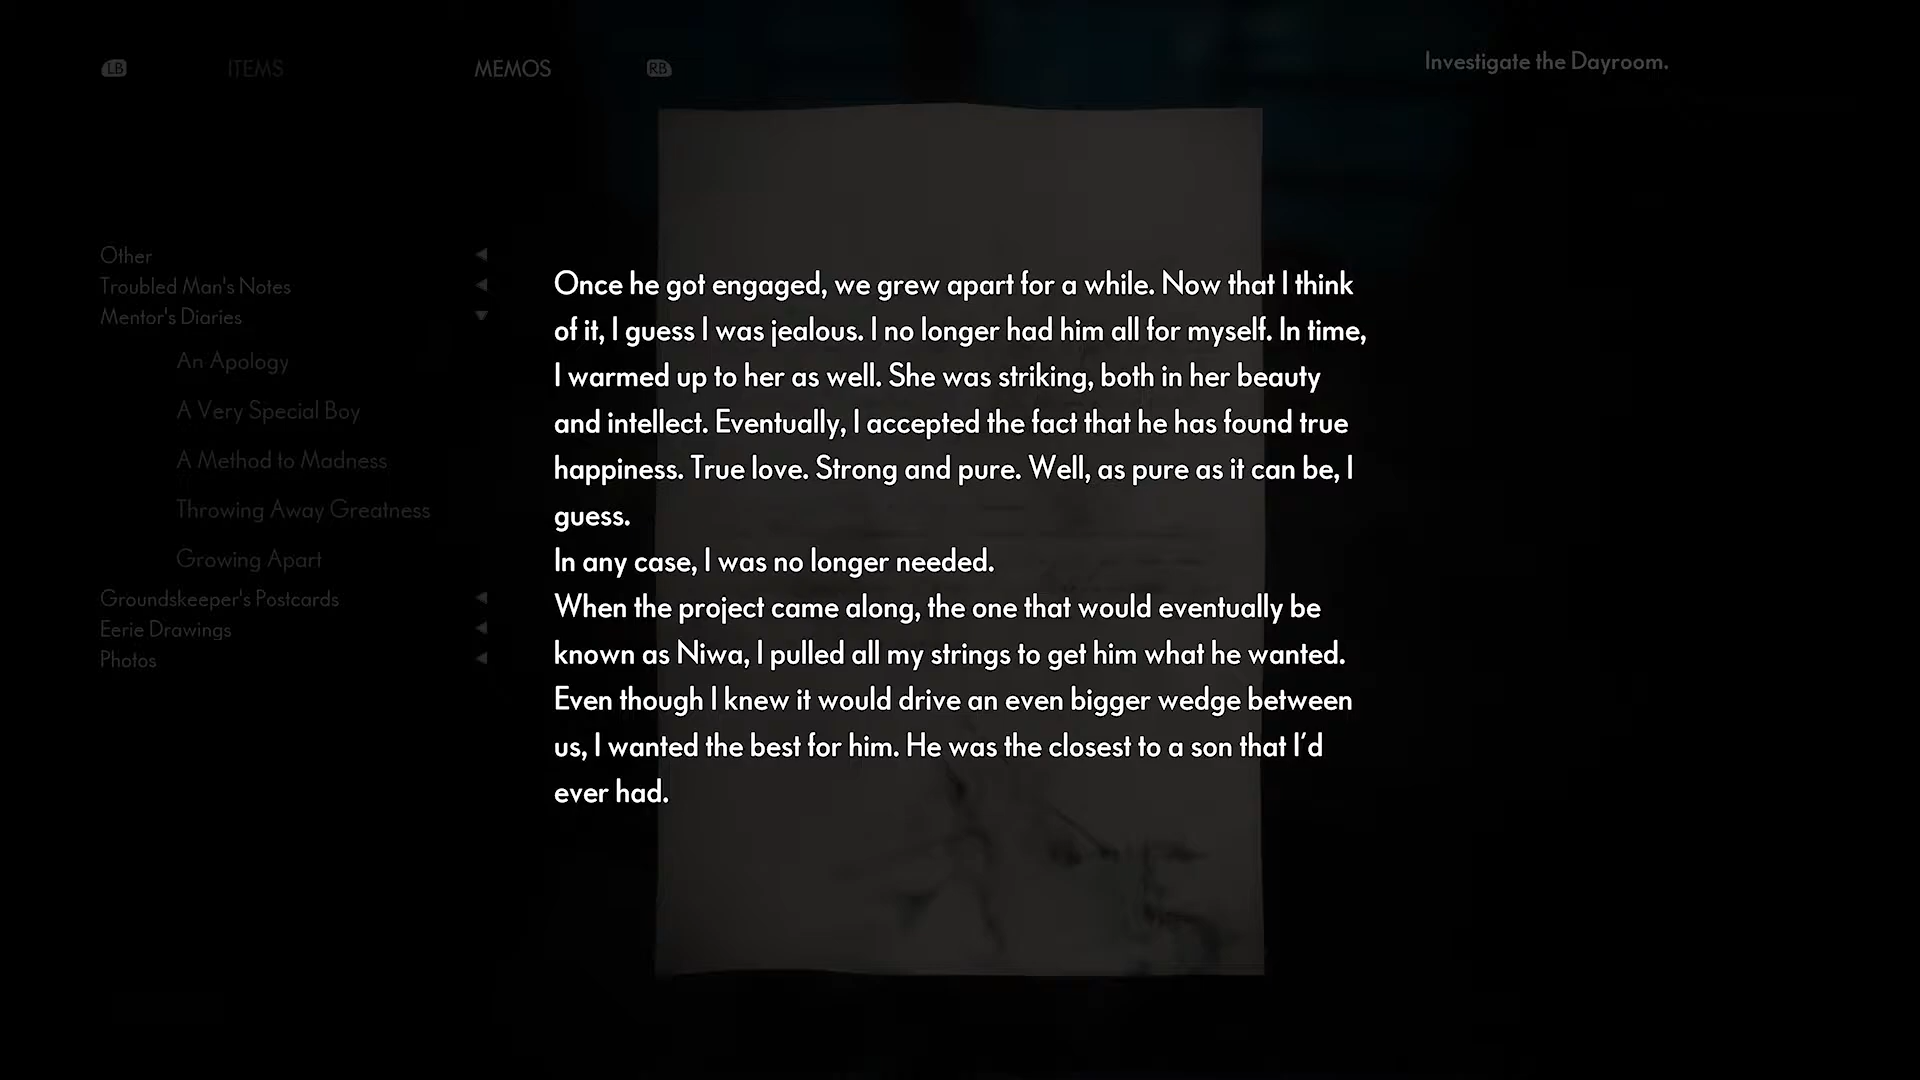 LB ITEMS MEMOS RB
Investigate the Dayroom.
Other
Troubled Man's Notes
Mentor's Diaries
An Apology
A Very Special Boy
A Method to Madness
Throwing Away Greatness
Growing Apart
Groundskeeper's Postcards
Eerie Drawings
Photos
Once he got engaged, we grew apart for a while. Now that I think
of it, I guess I was jealous. I no longer had him all for myself. In time,
I warmed up to her as well. She was striking, both in her beauty
and intellect. Eventually, I accepted the fact that he has found true
happiness. True love. Strong and pure. Well, as pure as it can be, I
guess.
In any case, I was no longer needed.
When the project came along, the one that would eventually be
known as Niwa, I pulled all my strings to get him what he wanted.
Even though I knew it would drive an even bigger wedge between
us, I wanted the best for him. He was the closest to a son that I'd
ever had.